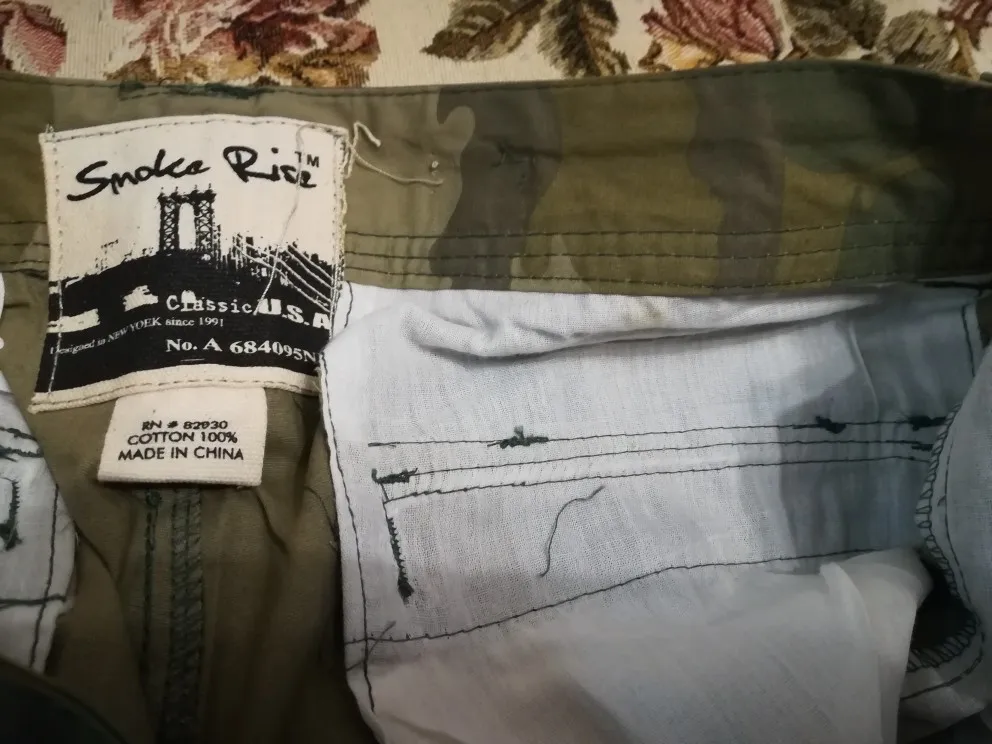 Smoke Rise™
Classic U.S.A
Designed in NEW YOEK since 1991
No. A 684095N
RN # 82930
COTTON 100%
MADE IN CHINA